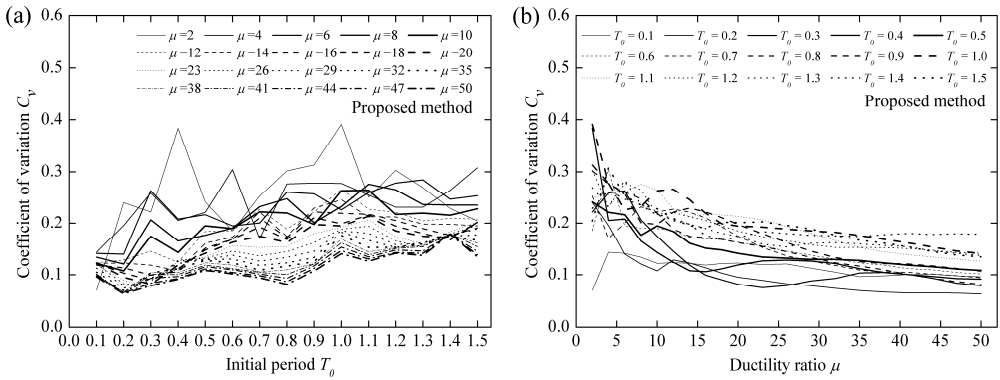 (a)
0.6
0.5
0.4
0.3
0.2
0.1
0.0
Coefficient of variation Cv
μ=2 μ=4 μ=6 μ=8 μ=10
μ=12 μ=14 μ=16 μ=18 μ=20
μ=23 μ=26 μ=29 μ=32 μ=35
μ=38 μ=41 μ=44 μ=47 μ=50
Proposed method
0.0 0.1 0.2 0.3 0.4 0.5 0.6 0.7 0.8 0.9 1.0 1.1 1.2 1.3 1.4 1.5
Initial period T0
(b)
0.6
0.5
0.4
0.3
0.2
0.1
0.0
Coefficient of variation Cv
T0 = 0.1 T0 = 0.2 T0 = 0.3 T0 = 0.4 T0 = 0.5
T0 = 0.6 T0 = 0.7 T0 = 0.8 T0 = 0.9 T0 = 1.0
T0 = 1.1 T0 = 1.2 T0 = 1.3 T0 = 1.4 T0 = 1.5
Proposed method
0 5 10 15 20 25 30 35 40 45 50
Ductility ratio μ